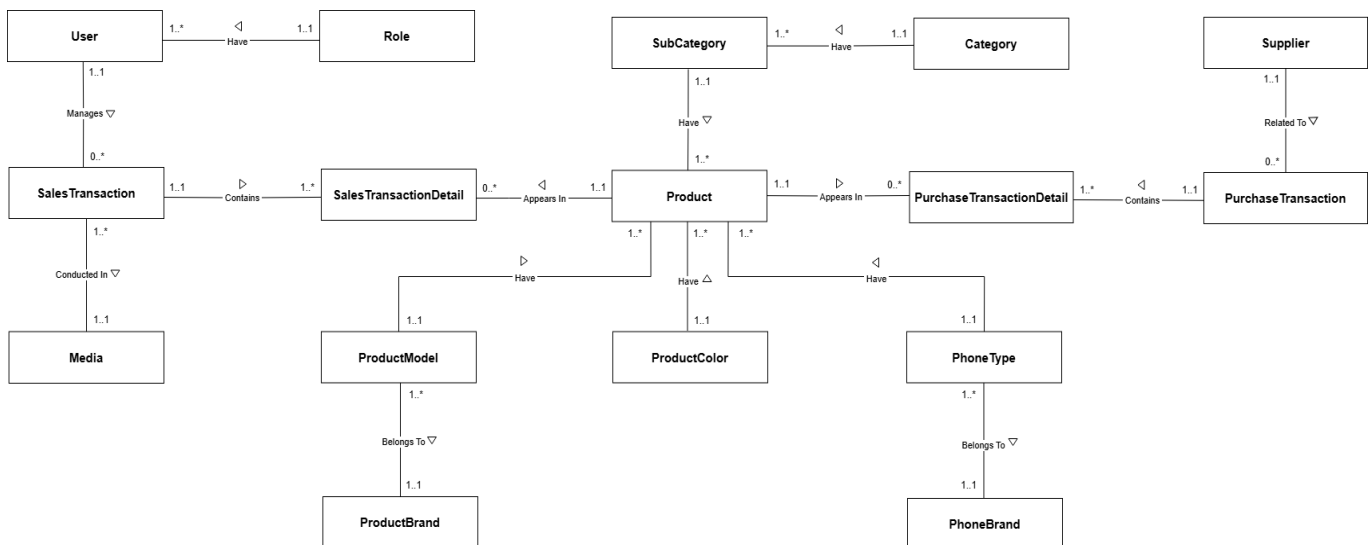 User
1..*
Have
1..1
Role
SubCategory
1..*
Have
1..1
Category
Supplier
1..1
1..1
1..1
Manages
Have
Related To
0..*
1..*
0..*
SalesTransaction
1..1
Contains
1..*
SalesTransactionDetail
0..*
Appears In
1..1
Product
1..1
Appears In
0..*
PurchaseTransactionDetail
1..*
Contains
1..1
PurchaseTransaction
1..*
1..*
1..*
1..*
Conducted In
Have
Have
Have
1..1
1..1
1..1
1..1
Media
ProductModel
ProductColor
PhoneType
1..*
1..*
Belongs To
Belongs To
1..1
1..1
ProductBrand
PhoneBrand